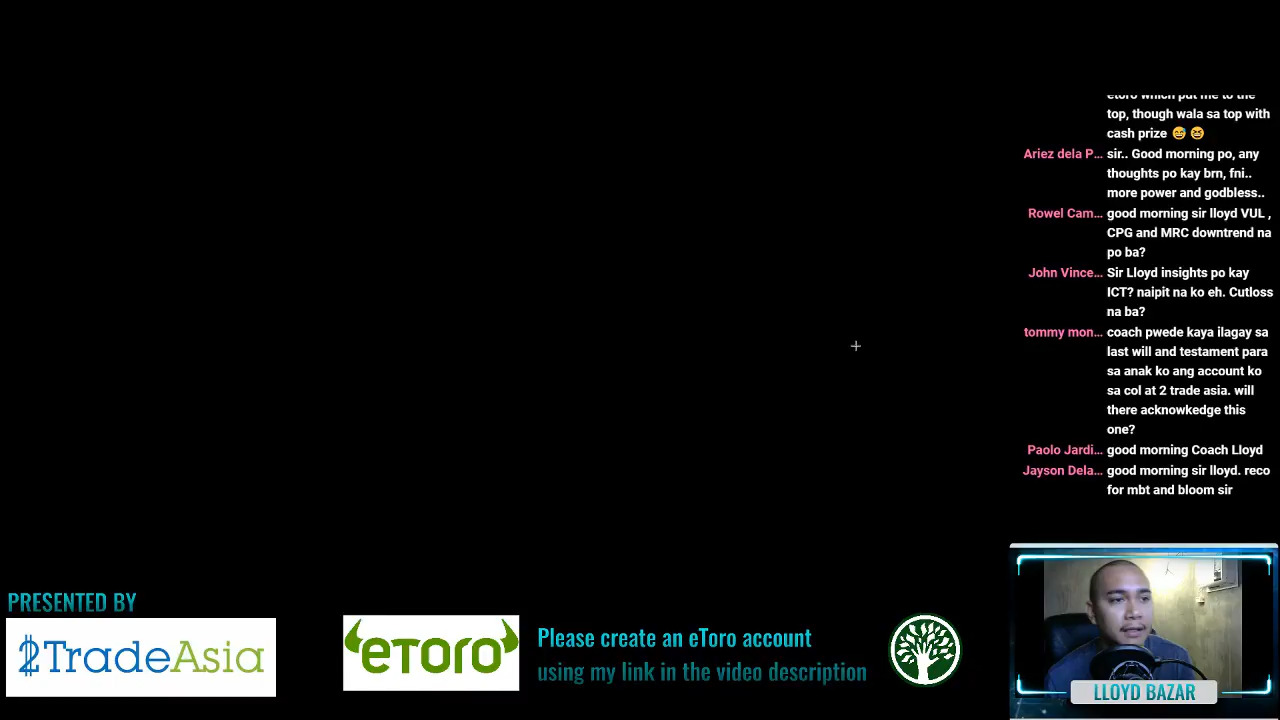 etoro which put me to the
top, though wala sa top with
cash prize 😅 😆
Ariez dela P... sir.. Good morning po, any
thoughts po kay brn, fni..
more power and godbless..
Rowel Cam... good morning sir lloyd VUL ,
CPG and MRC downtrend na
po ba?
John Vince... Sir Lloyd insights po kay
ICT? naipit na ko eh. Cutloss
na ba?
tommy mon... coach pwede kaya ilagay sa
last will and testament para
sa anak ko ang account ko
sa col at 2 trade asia. will
there acknowkedge this
one?
Paolo Jardi... good morning Coach Lloyd
Jayson Dela... good morning sir lloyd. reco
for mbt and bloom sir
PRESENTED BY
2TradeAsia
eTORO
Please create an eToro account
using my link in the video description
LLOYD BAZAR